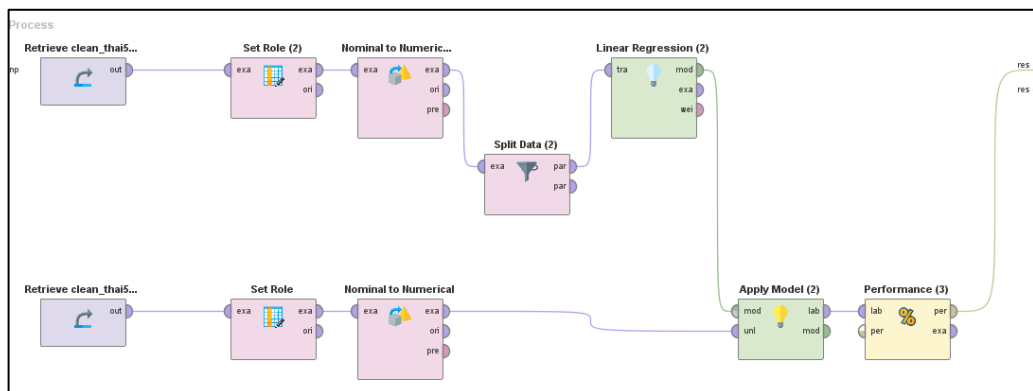 Process
Retrieve clean_thai5...
Set Role (2)
Nominal to Numeric...
Linear Regression (2)
np
out
exa
exa
ori
exa
exa
ori
pre
tra
mod
exa
wei
res
res
Split Data (2)
exa
par
par
Retrieve clean_thai5...
Set Role
Nominal to Numerical
Apply Model (2)
Performance (3)
out
exa
exa
ori
exa
exa
ori
pre
mod
lab
unl
mod
lab
per
per
exa